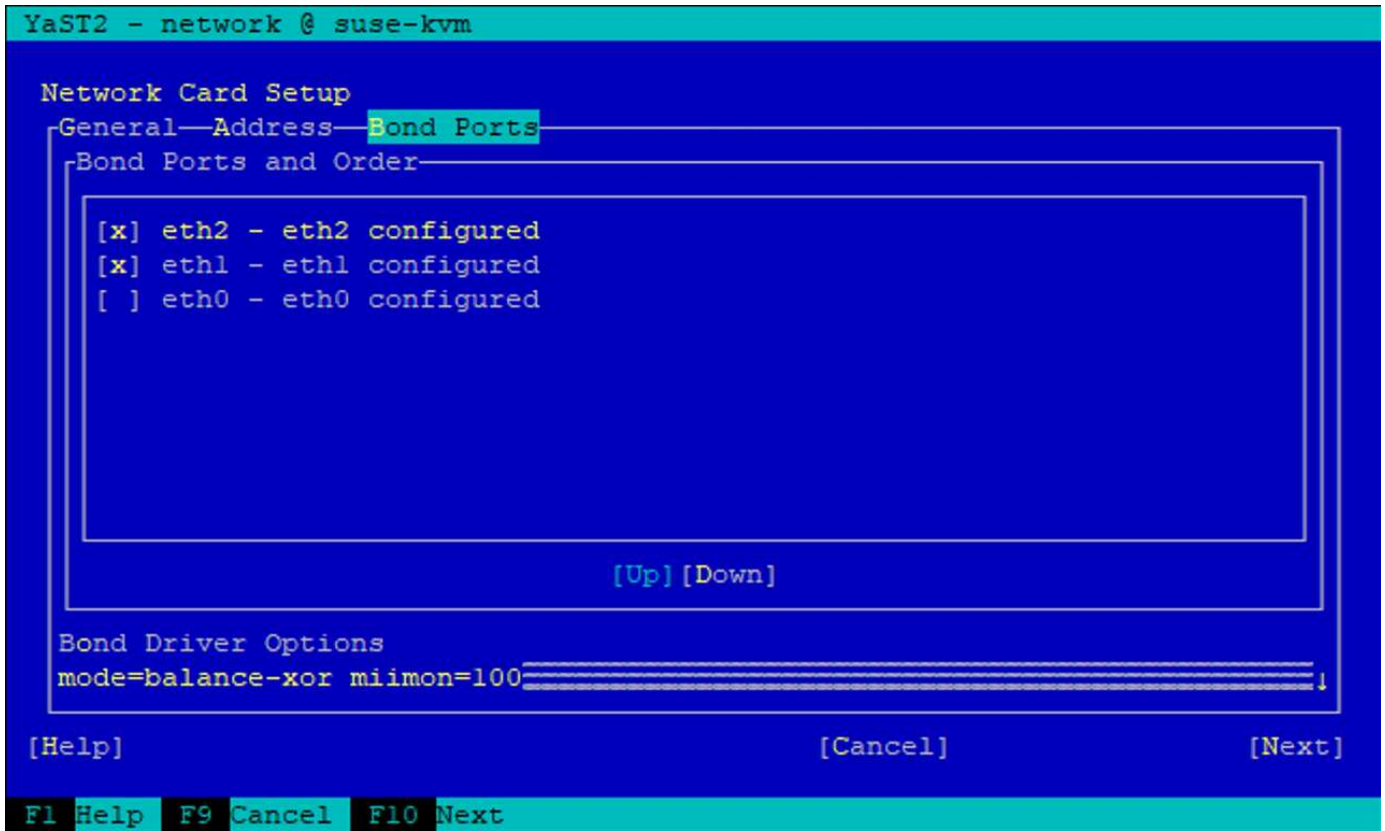 YaST2 - network @ suse-kvm
Network Card Setup
General—Address—Bond Ports
Bond Ports and Order
[x] eth2 - eth2 configured
[x] eth1 - eth1 configured
[ ] eth0 - eth0 configured
[Up][Down]
Bond Driver Options
mode=balance-xor miimon=100
[Help] [Cancel] [Next]
F1 Help F9 Cancel F10 Next